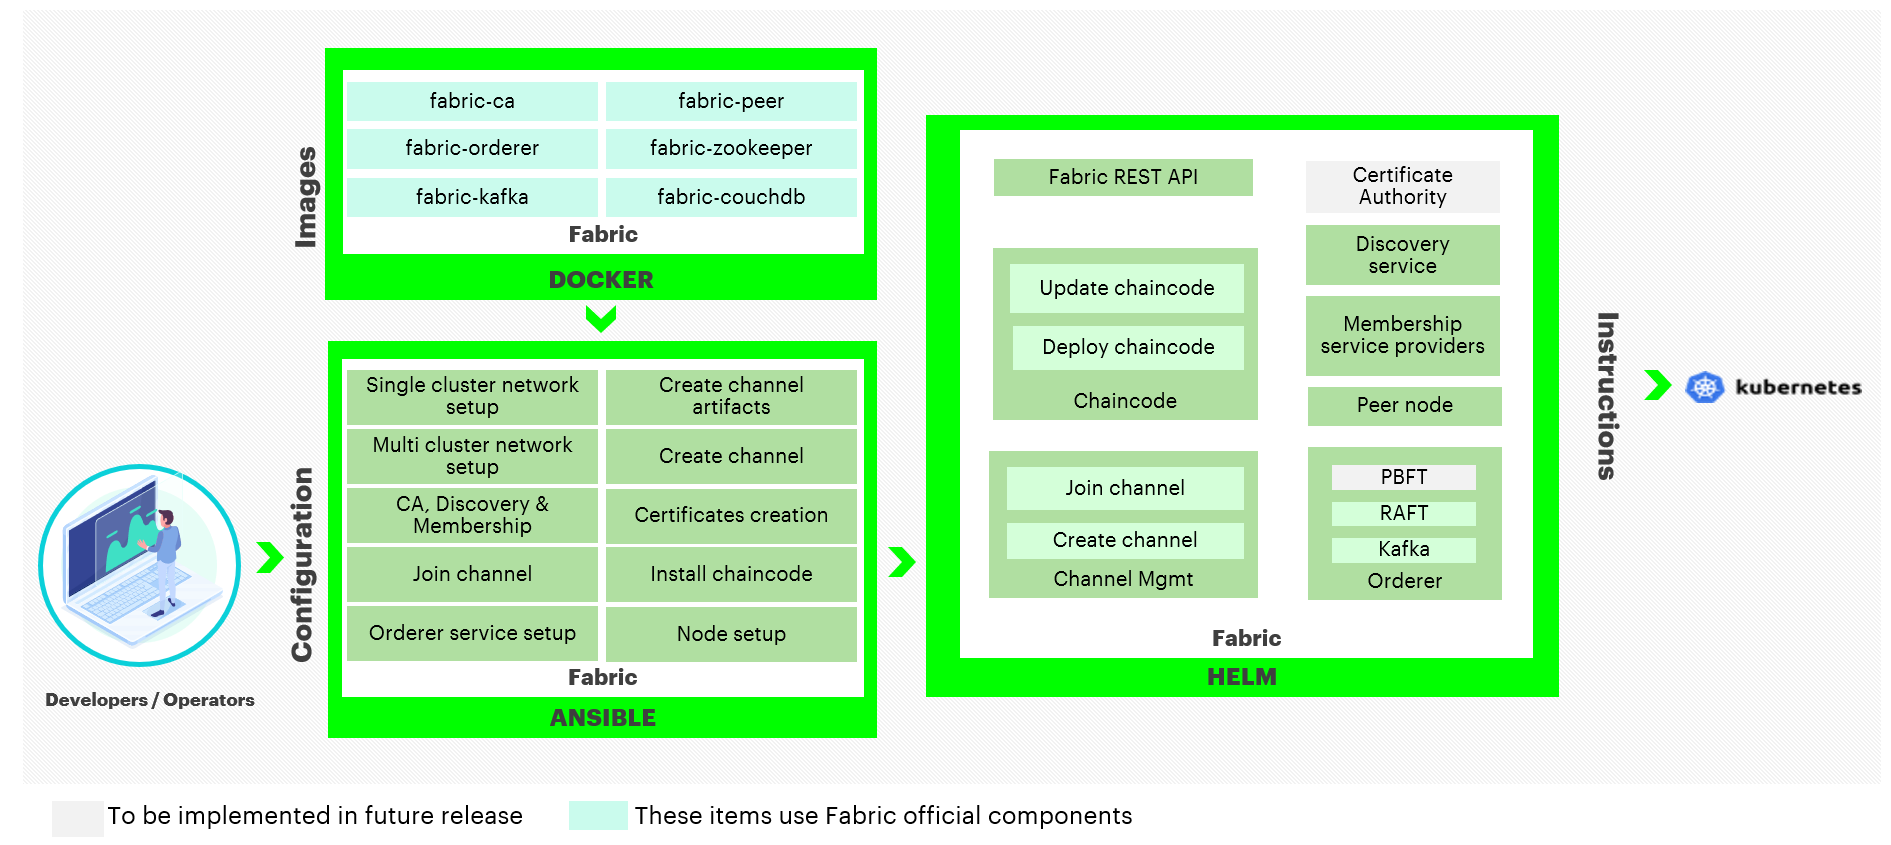 Images
fabric-ca
fabric-peer
fabric-orderer
fabric-zookeeper
fabric-kafka
fabric-couchdb
Fabric
DOCKER
Developers / Operators
Configuration
Single cluster network
setup
Create channel
artifacts
Multi cluster network
setup
Create channel
CA, Discovery &
Membership
Certificates creation
Join channel
Install chaincode
Orderer service setup
Node setup
Fabric
ANSIBLE
Fabric REST API
Update chaincode
Deploy chaincode
Chaincode
Join channel
Create channel
Channel Mgmt
Certificate
Authority
Discovery
service
Membership
service providers
Peer node
PBFT
RAFT
Kafka
Orderer
Fabric
HELM
Instructions
kubernetes
To be implemented in future release
These items use Fabric official components